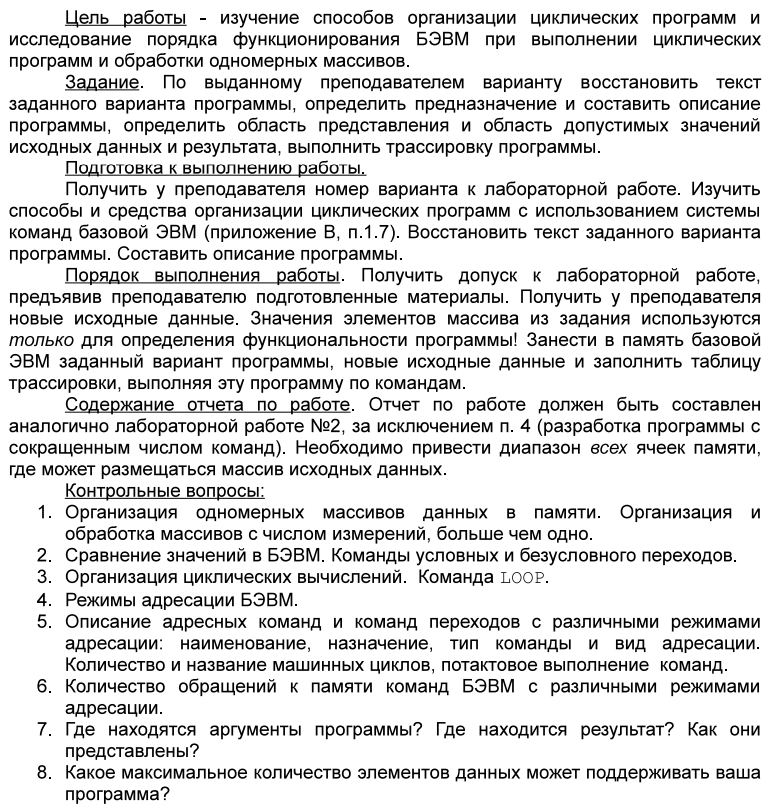 Цель работы - изучение способов организации циклических программ и
исследование порядка функционирования БЭВМ при выполнении циклических
программ и обработки одномерных массивов.
Задание. По выданному преподавателем варианту восстановить текст
заданного варианта программы, определить предназначение и составить описание
программы, определить область представления и область допустимых значений
исходных данных и результата, выполнить трассировку программы.
Подготовка к выполнению работы.
Получить у преподавателя номер варианта к лабораторной работе. Изучить
способы и средства организации циклических программ с использованием системы
команд базовой ЭВМ (приложение В, п.1.7). Восстановить текст заданного варианта
программы. Составить описание программы.
Порядок выполнения работы. Получить допуск к лабораторной работе,
предъявив преподавателю подготовленные материалы. Получить у преподавателя
новые исходные данные. Значения элементов массива из задания используются
только для определения функциональности программы! Занести в память базовой
ЭВМ заданный вариант программы, новые исходные данные и заполнить таблицу
трассировки, выполняя эту программу по командам.
Содержание отчета по работе. Отчет по работе должен быть составлен
аналогично лабораторной работе №2, за исключением п. 4 (разработка программы с
сокращенным числом команд). Необходимо привести диапазон всех ячеек памяти,
где может размещаться массив исходных данных.
Контрольные вопросы:
1. Организация одномерных массивов данных в памяти. Организация и
обработка массивов с числом измерений, больше чем одно.
2. Сравнение значений в БЭВМ. Команды условных и безусловного переходов.
3. Организация циклических вычислений. Команда LOOP.
4. Режимы адресации БЭВМ.
5. Описание адресных команд и команд переходов с различными режимами
адресации: наименование, назначение, тип команды и вид адресации.
Количество и название машинных циклов, потактовое выполнение команд.
6. Количество обращений к памяти команд БЭВМ с различными режимами
адресации.
7. Где находятся аргументы программы? Где находится результат? Как они
представлены?
8. Какое максимальное количество элементов данных может поддерживать ваша
программа?